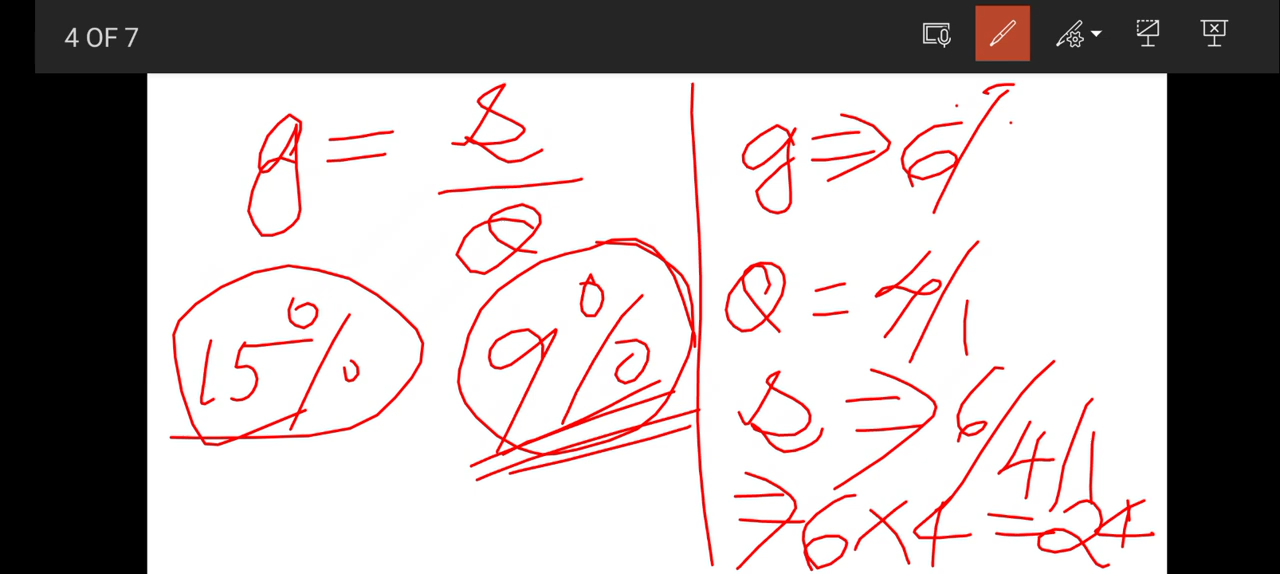 4 OF 7
g = s
θ
15% 9%
g ⇒ 6/
θ = 4/1
s ⇒ 6/4/1
⇒ 6 × 4 = 24